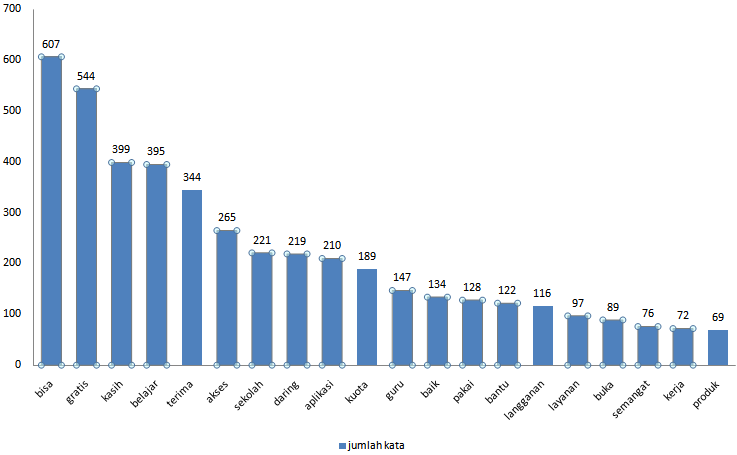 700
600
500
400
300
200
100
0
607
544
399
395
344
265
221
219
210
189
147
134
128
122
116
97
89
76
72
69
bisa
gratis
kasih
belajar
terima
akses
sekolah
daring
aplikasi
kuota
guru
baik
pakai
bantu
langganan
layanan
buka
semangat
kerja
produk
jumlah kata